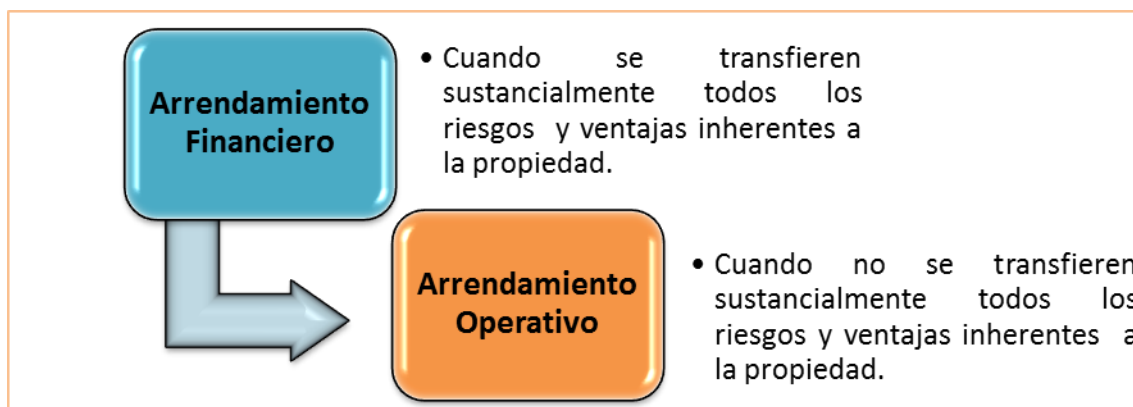 Arrendamiento
Financiero
• Cuando se transfieren
sustancialmente todos los
riesgos y ventajas inherentes a
la propiedad.
Arrendamiento
Operativo
• Cuando no se transfieren
sustancialmente todos los
riesgos y ventajas inherentes a
la propiedad.